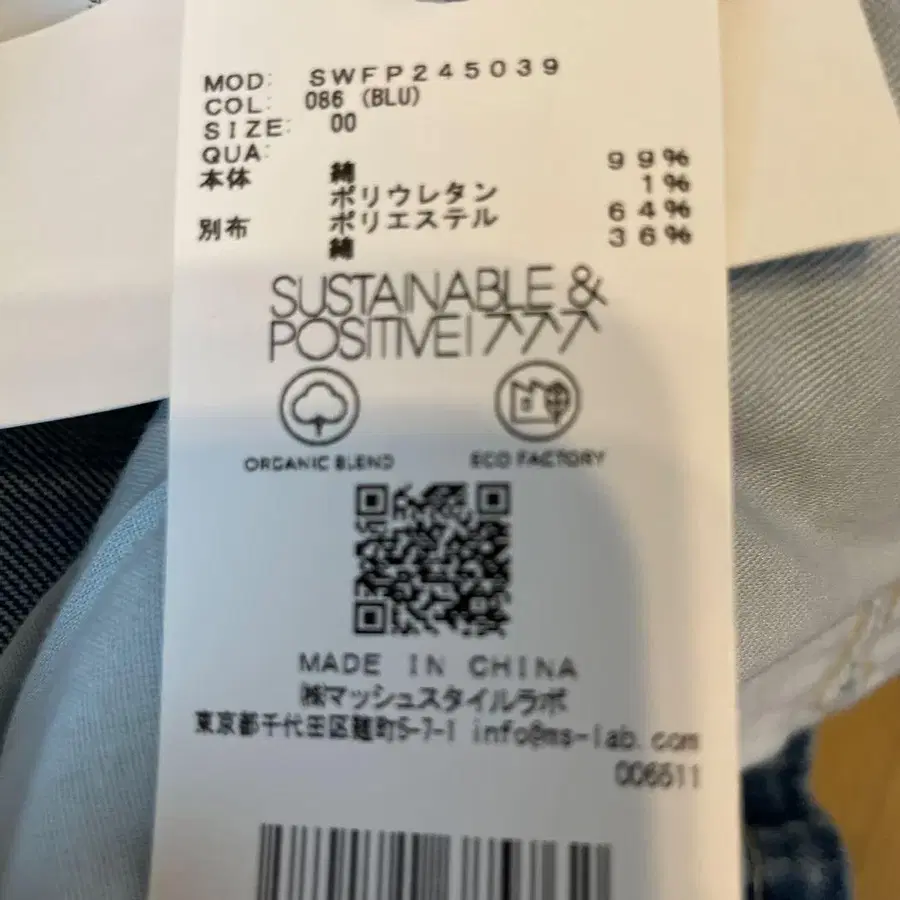 MOD: SWFP245039
COL: 086 (BLU)
SIZE: 00
QUA:
本体 綿 99%
ポリウレタン 1%
別布 ポリエステル 64%
綿 36%
SUSTAINABLE &
POSITIVE!
ORGANIC BLEND ECO FACTORY
MADE IN CHINA
㈱マッシュスタイルラボ
東京都千代田区麹町5-7-1 info@ms-lab.com
006511